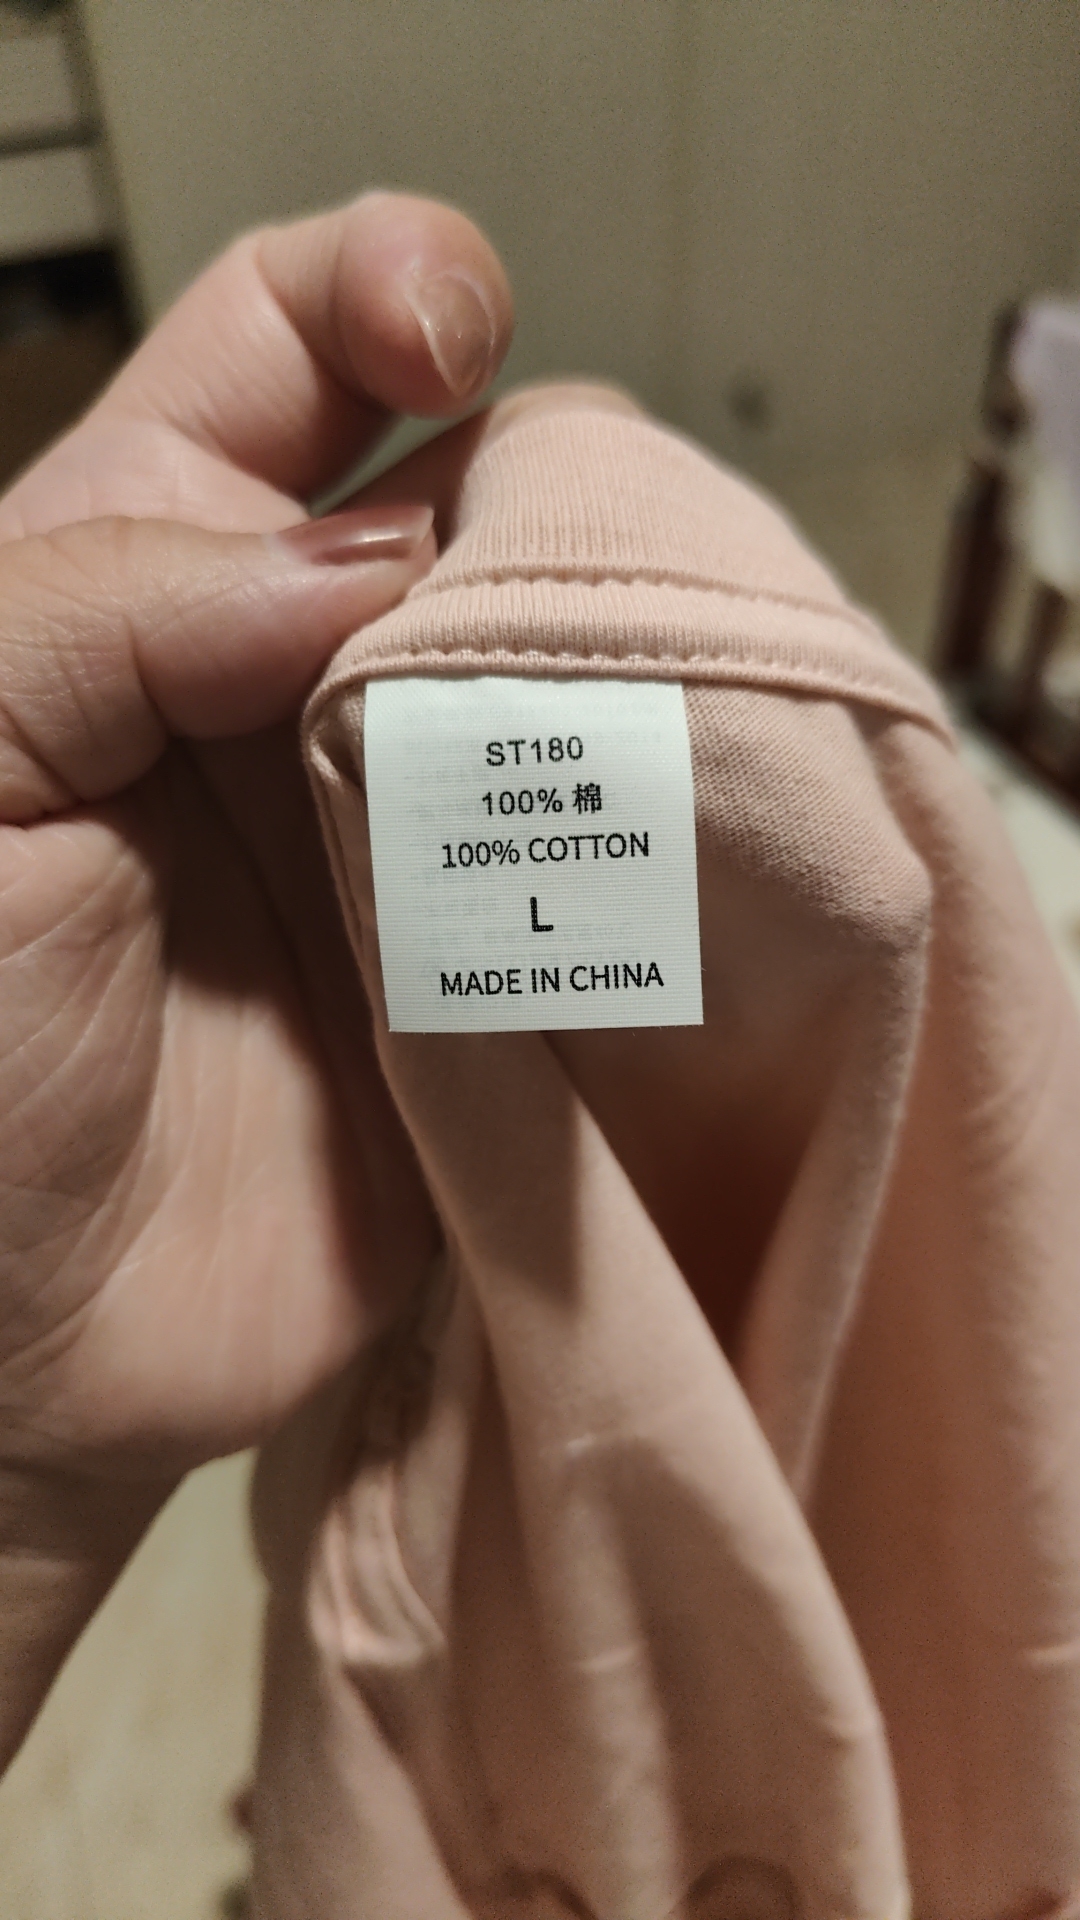 ST180
100% 棉
100% COTTON
L
MADE IN CHINA